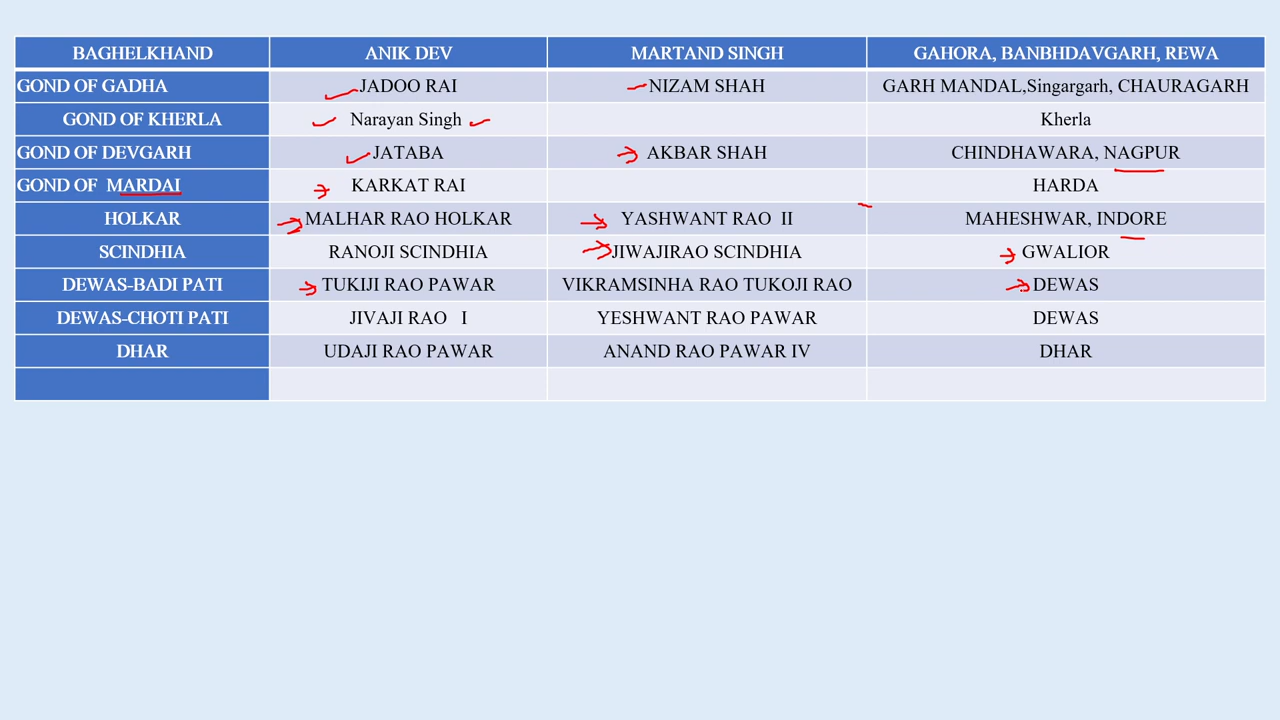 BAGHELKHAND ANIK DEV MARTAND SINGH GAHORA, BANBHDAVGARH, REWA
GOND OF GADHA JADOO RAI NIZAM SHAH GARH MANDAL,Singargarh, CHAURAGARH
GOND OF KHERLA Narayan Singh Kherla
GOND OF DEVGARH JATABA AKBAR SHAH CHINDHAWARA, NAGPUR
GOND OF MARDAI KARKAT RAI HARDA
HOLKAR MALHAR RAO HOLKAR YASHWANT RAO II MAHESHWAR, INDORE
SCINDHIA RANOJI SCINDHIA JIWAJIRAO SCINDHIA GWALIOR
DEWAS-BADI PATI TUKIJI RAO PAWAR VIKRAMSINHA RAO TUKOJI RAO DEWAS
DEWAS-CHOTI PATI JIVAJI RAO I YESHWANT RAO PAWAR DEWAS
DHAR UDAJI RAO PAWAR ANAND RAO PAWAR IV DHAR